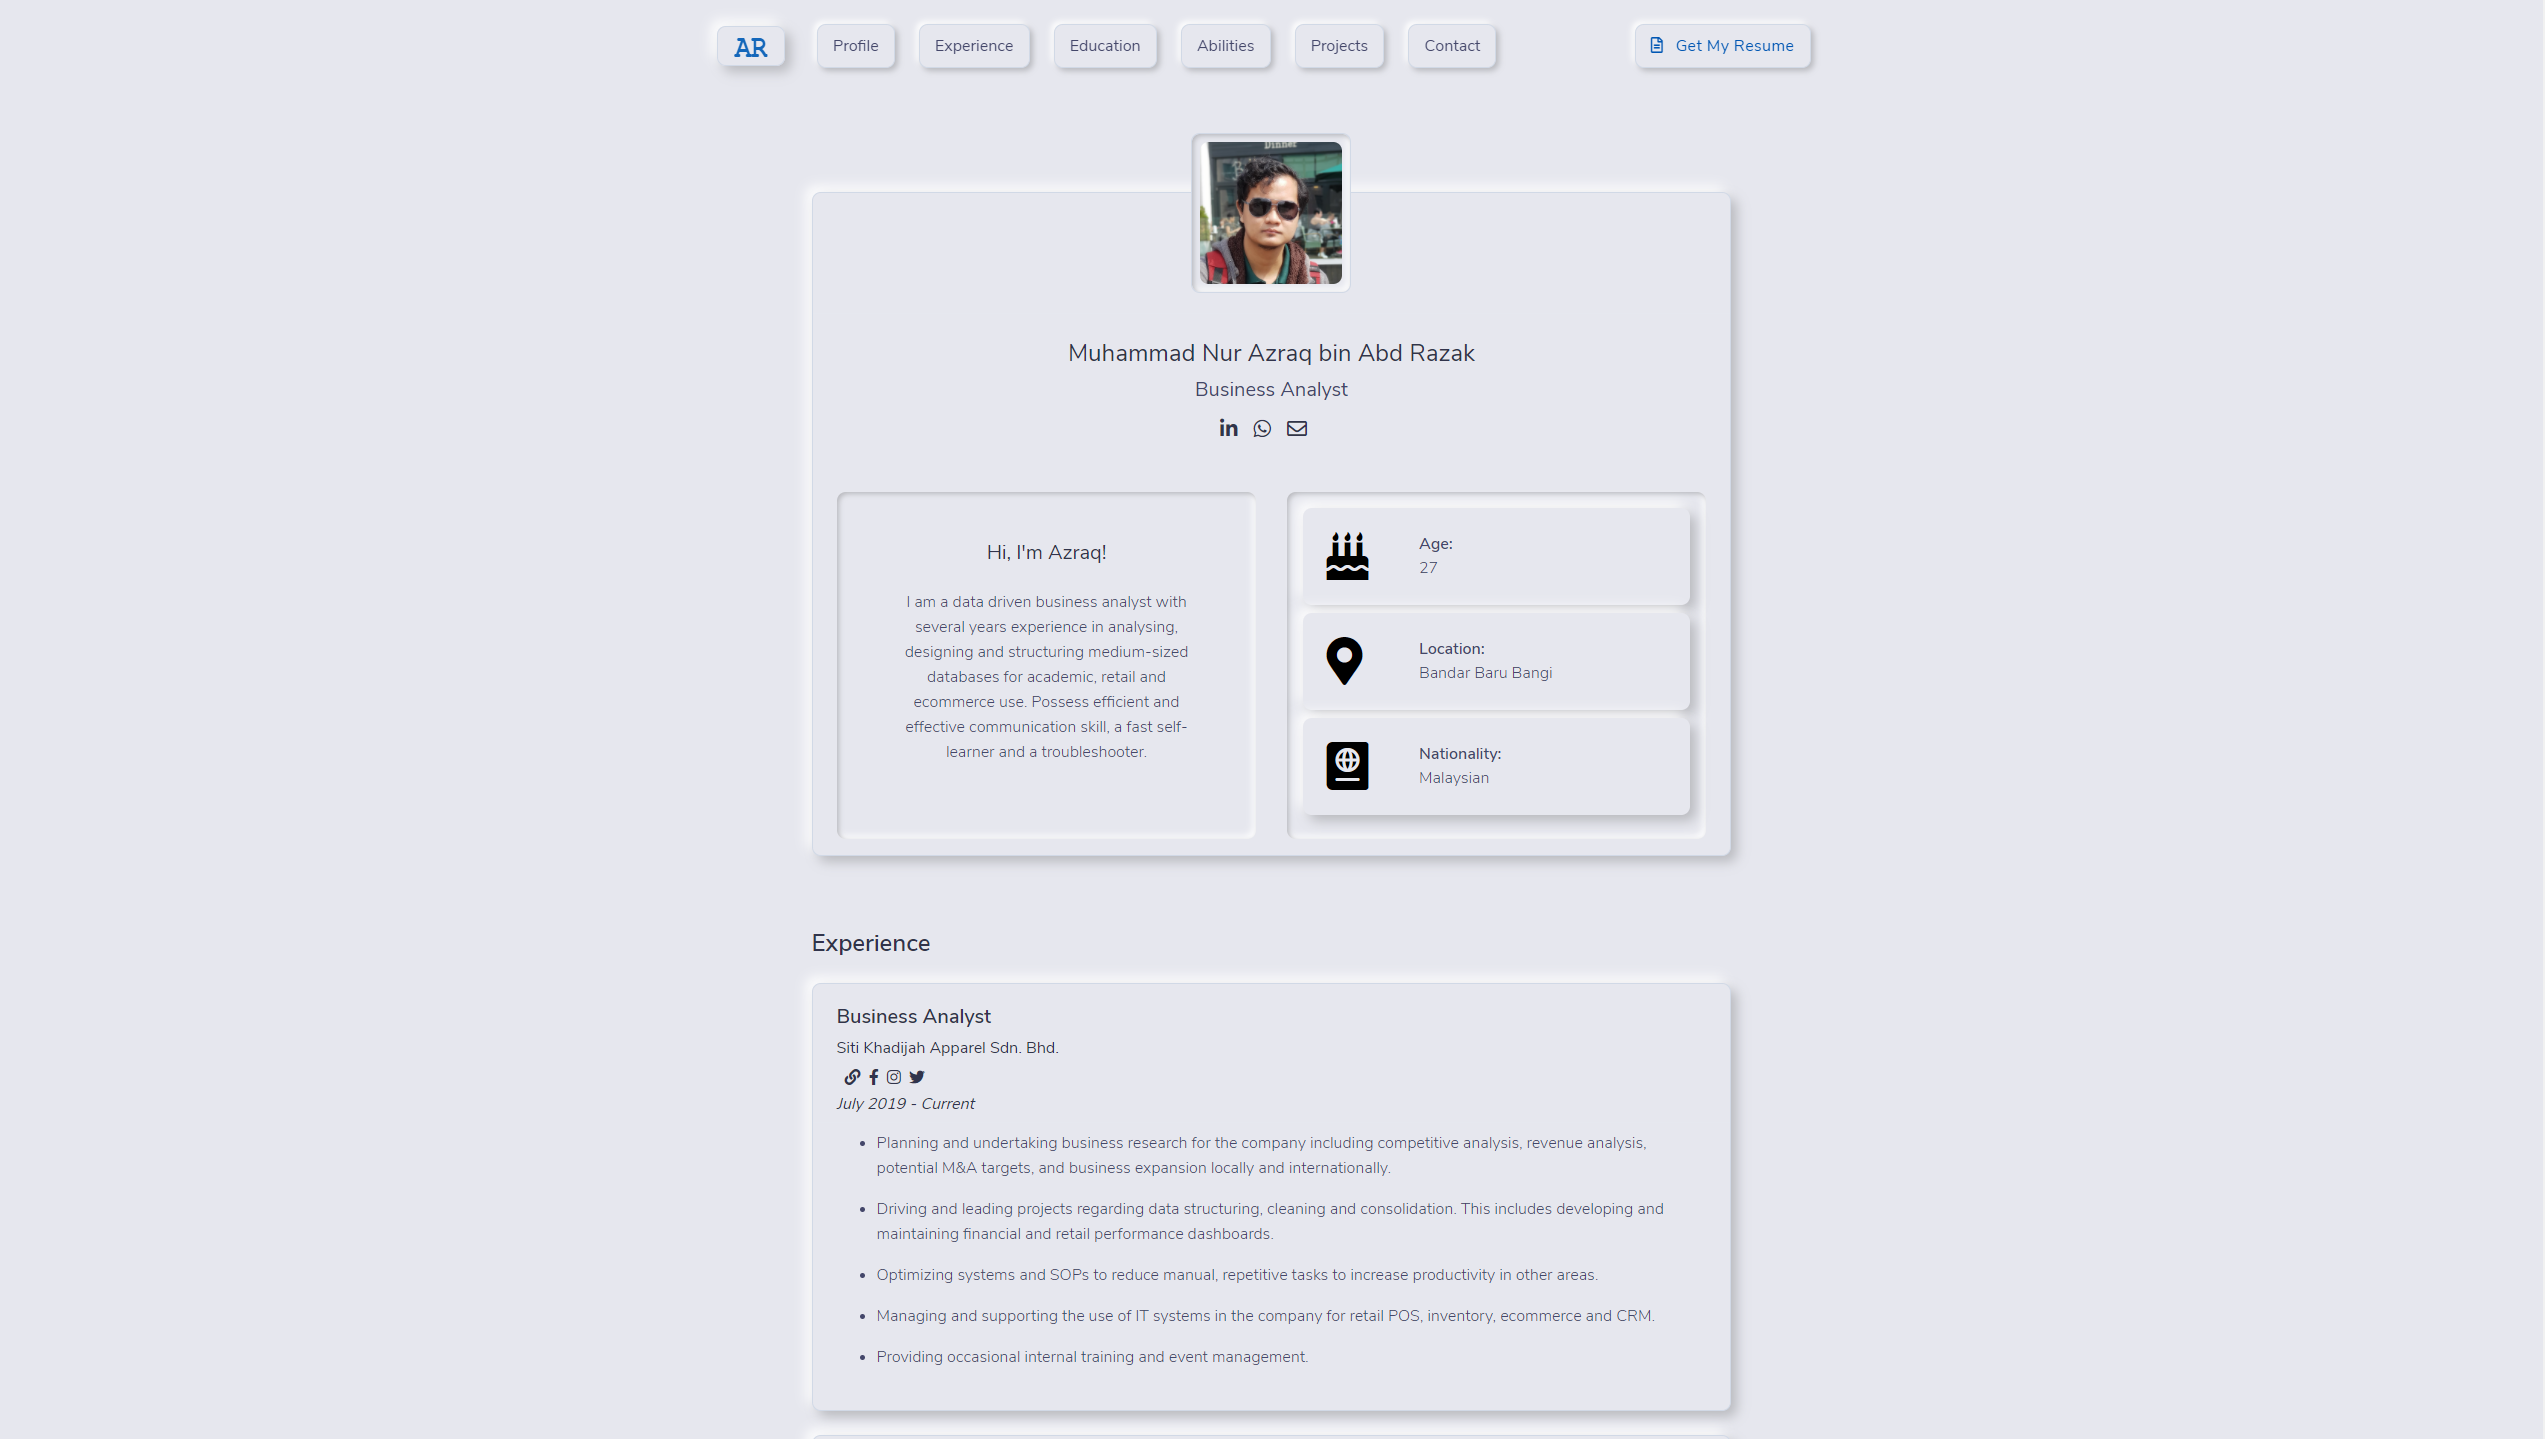 AR
Profile
Experience
Education
Abilities
Projects
Contact
Get My Resume
Dinner
Muhammad Nur Azraq bin Abd Razak
Business Analyst
Hi, I'm Azraq!
I am a data driven business analyst with
several years experience in analysing,
designing and structuring medium-sized
databases for academic, retail and
ecommerce use. Possess efficient and
effective communication skill, a fast self-
learner and a troubleshooter.
Age:
27
Location:
Bandar Baru Bangi
Nationality:
Malaysian
Experience
Business Analyst
Siti Khadijah Apparel Sdn. Bhd.
July 2019 - Current
• Planning and undertaking business research for the company including competitive analysis, revenue analysis,
potential M&A targets, and business expansion locally and internationally.
• Driving and leading projects regarding data structuring, cleaning and consolidation. This includes developing and
maintaining financial and retail performance dashboards.
• Optimizing systems and SOPs to reduce manual, repetitive tasks to increase productivity in other areas.
• Managing and supporting the use of IT systems in the company for retail POS, inventory, ecommerce and CRM.
• Providing occasional internal training and event management.